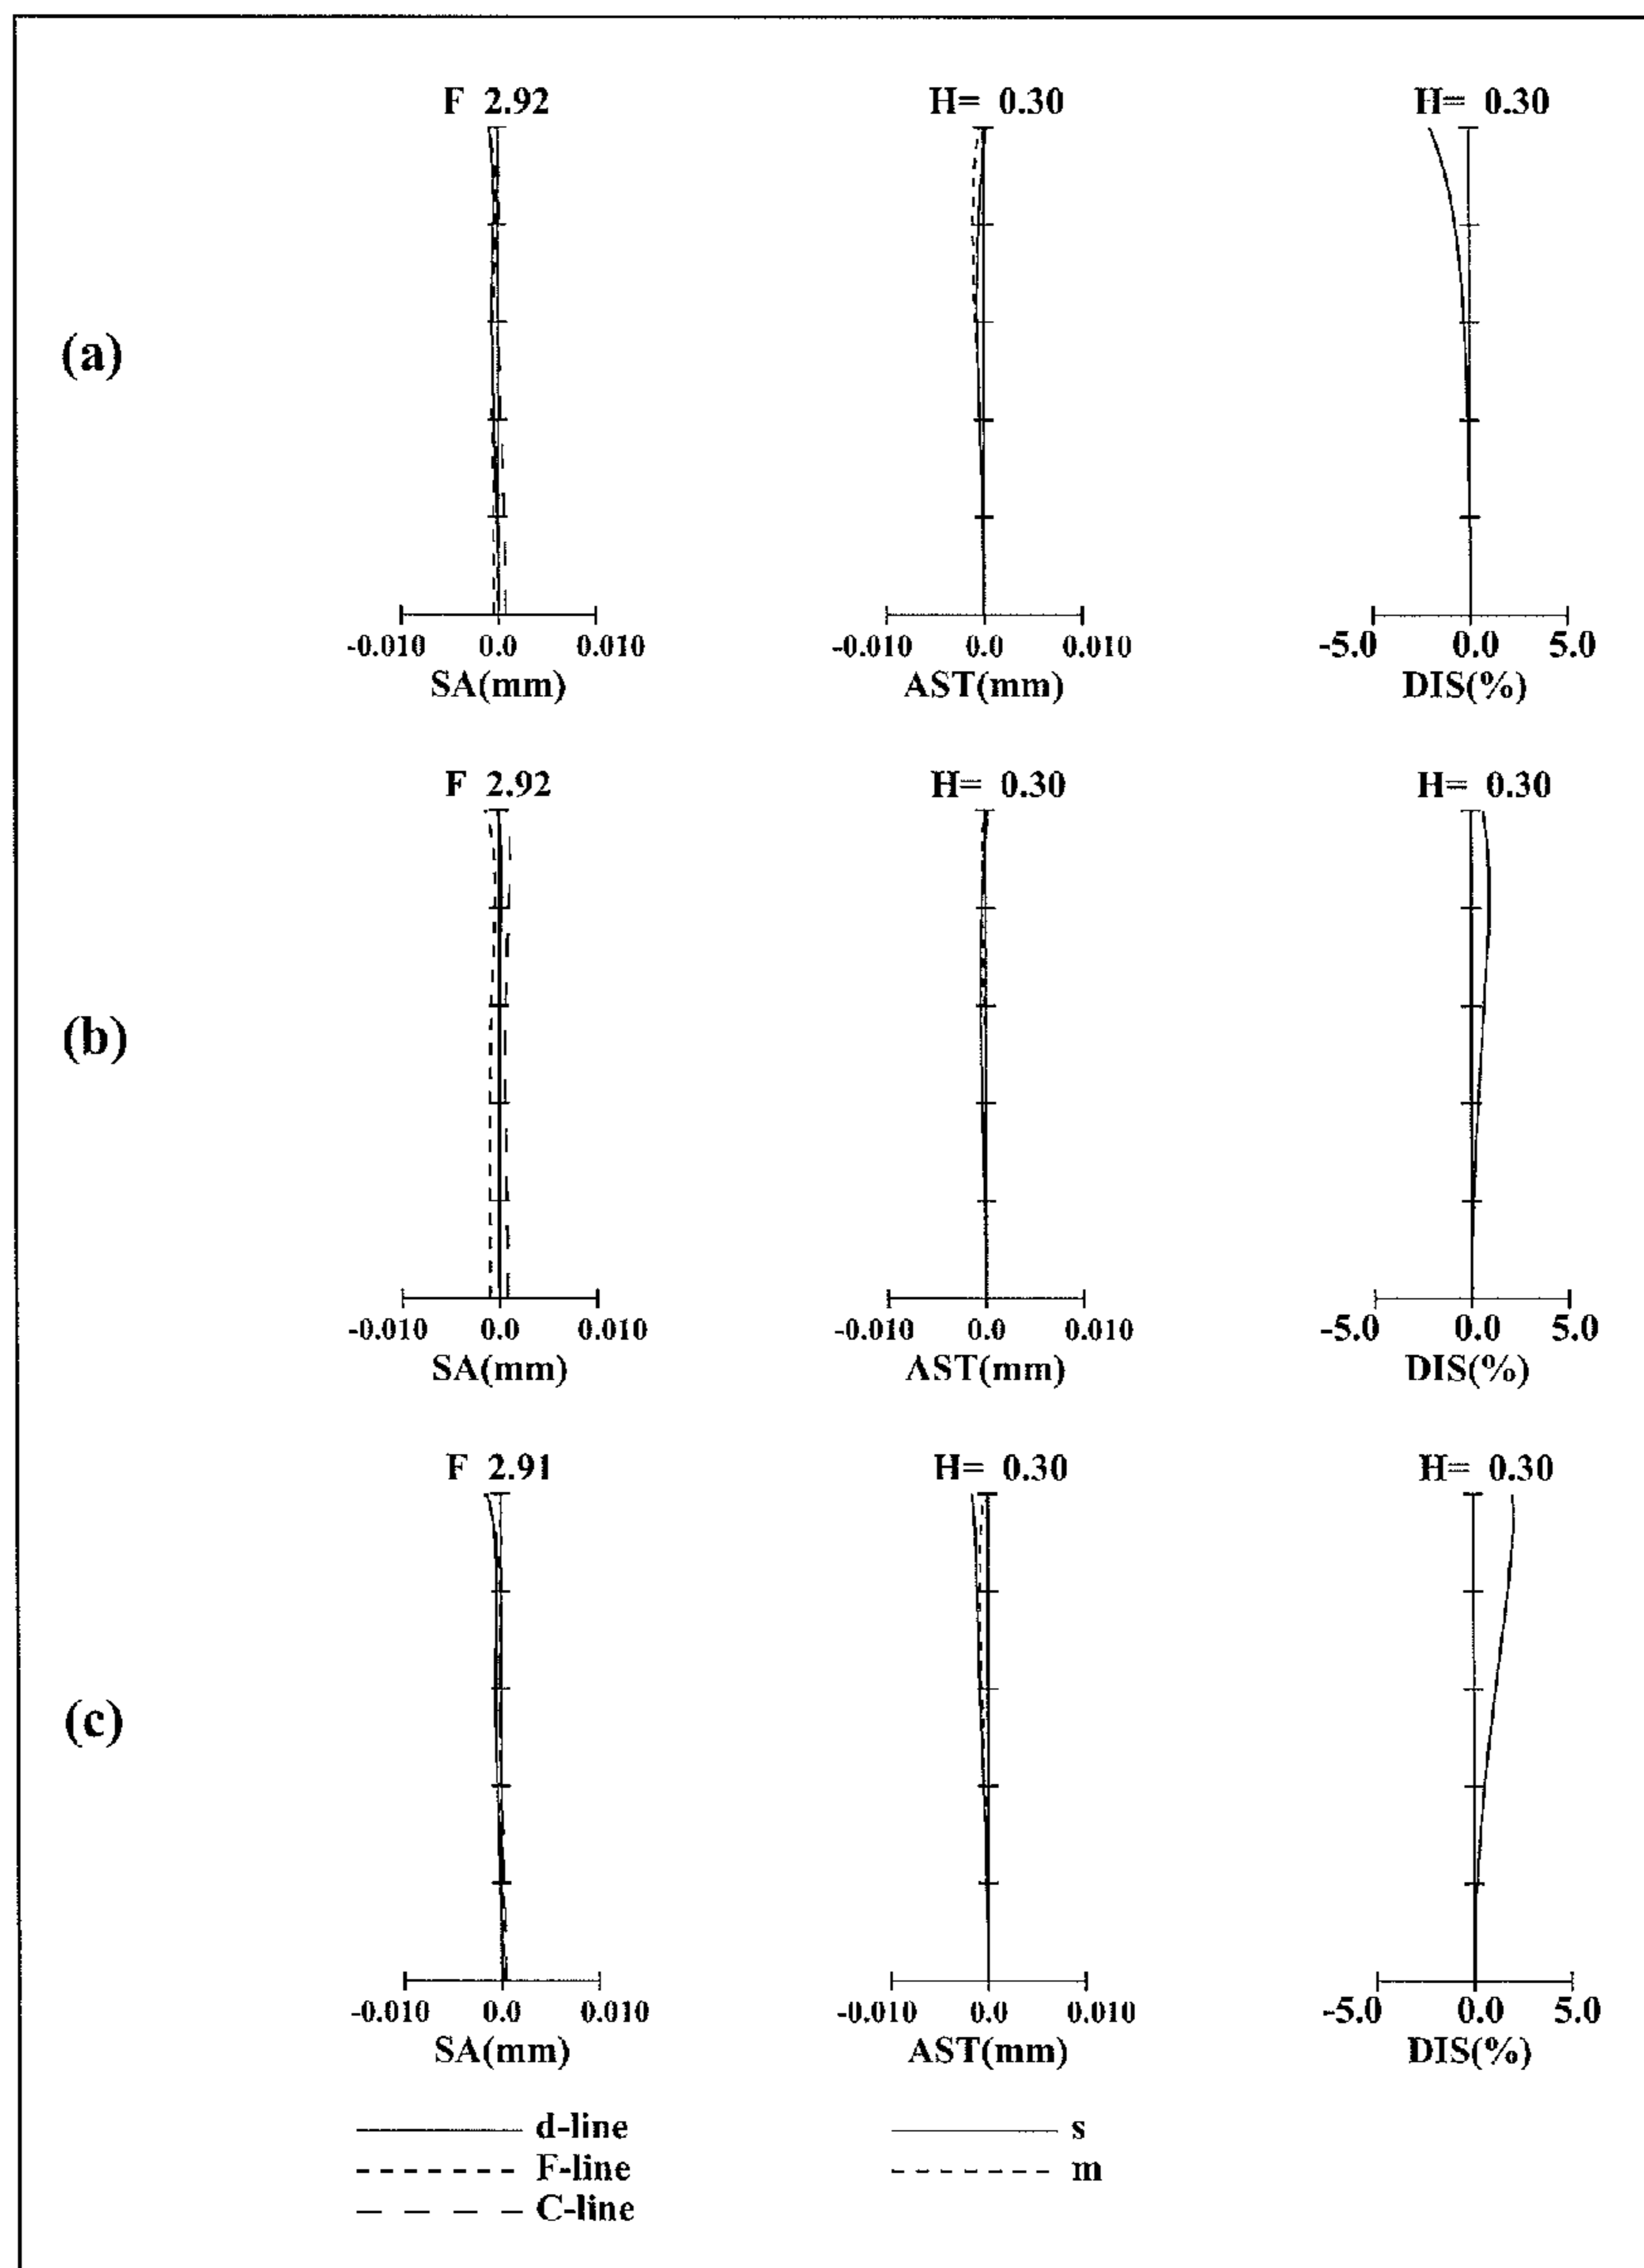 F 2.92 H= 0.30 H= 0.30
(a)
-0.010 0.0 0.010 -0.010 0.0 0.010 -5.0 0.0 5.0
SA(mm) AST(mm) DIS(%)
F 2.92 H= 0.30 H= 0.30
(b)
-0.010 0.0 0.010 -0.010 0.0 0.010 -5.0 0.0 5.0
SA(mm) AST(mm) DIS(%)
F 2.91 H= 0.30 H= 0.30
(c)
-0.010 0.0 0.010 -0.010 0.0 0.010 -5.0 0.0 5.0
SA(mm) AST(mm) DIS(%)
d-line s
F-line m
C-line